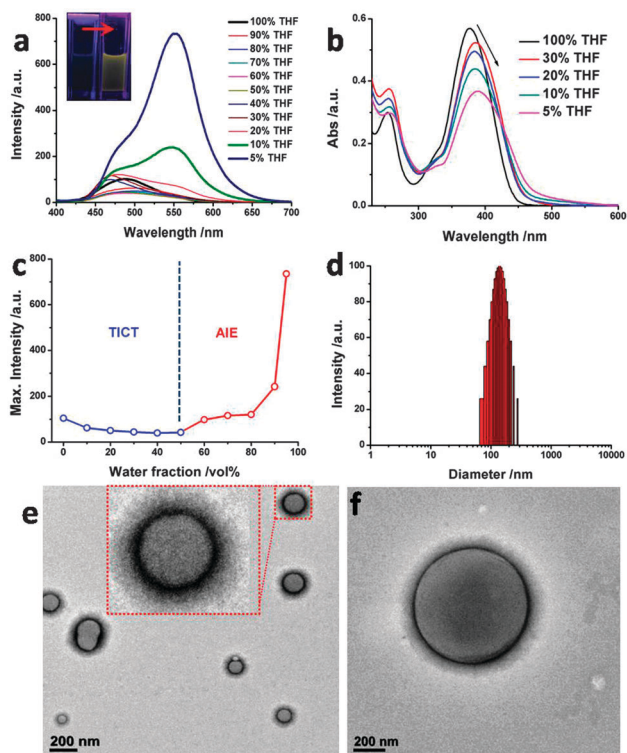 a
Intensity /a.u.
800
600
400
200
100
0
400 450 500 550 600 650 700
Wavelength /nm
100% THF
90% THF
80% THF
70% THF
60% THF
50% THF
40% THF
30% THF
20% THF
10% THF
5% THF
b
Abs /a.u.
0.6
0.4
0.2
0.0
300 400 500 600
Wavelength /nm
100% THF
30% THF
20% THF
10% THF
5% THF
c
Max. Intensity /a.u.
800
600
400
200
0
TICT
AIE
0 20 40 60 80 100
Water fraction /vol%
d
Intensity /a.u.
100
80
60
40
20
0
1 10 100 1000 10000
Diameter /nm
e
200 nm
f
200 nm